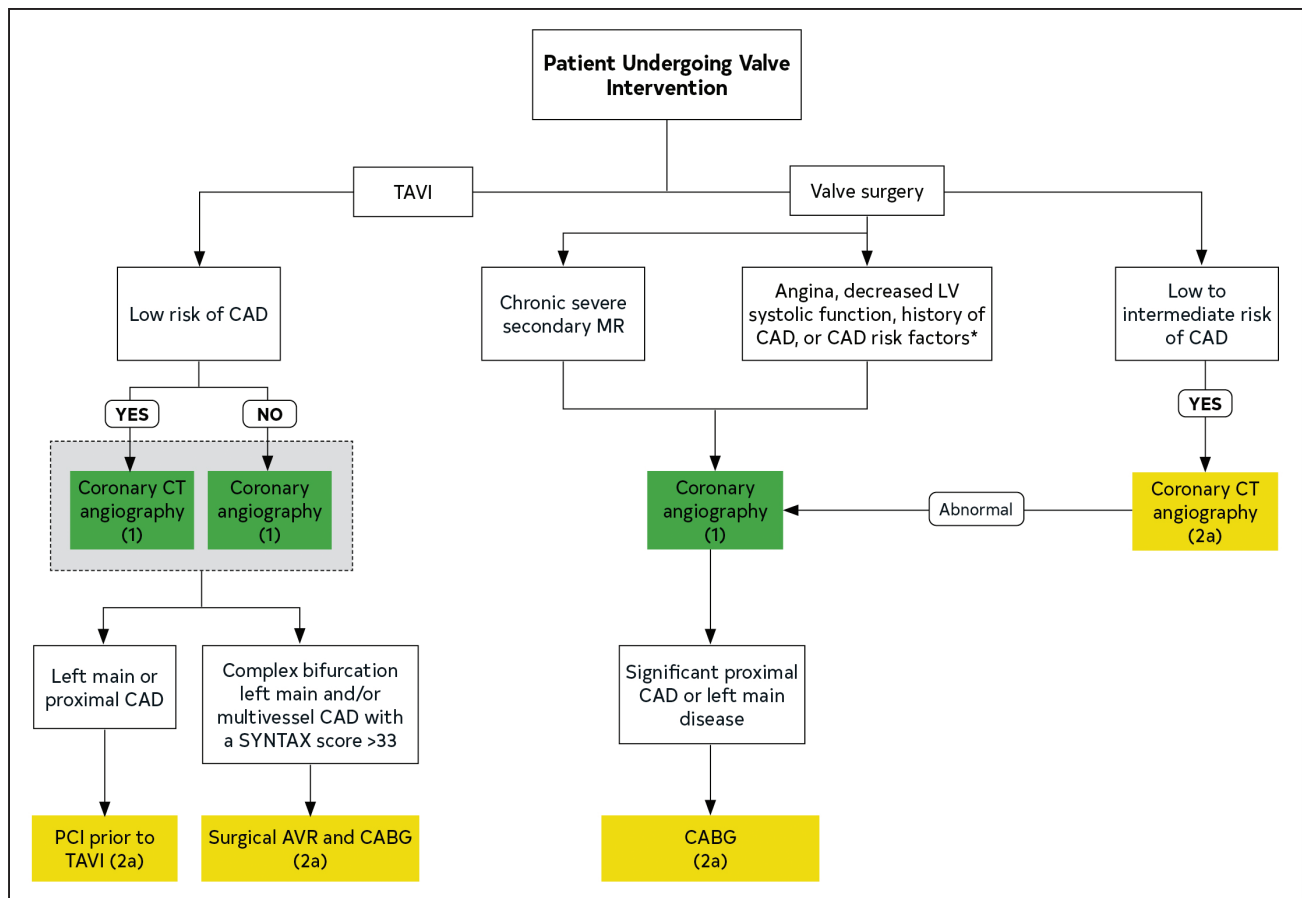 Patient Undergoing Valve
Intervention
TAVI
Valve surgery
Low risk of CAD
Chronic severe
secondary MR
Angina, decreased LV
systolic function, history of
CAD, or CAD risk factors*
Low to
intermediate risk
of CAD
YES
NO
YES
Coronary CT
angiography
(1)
Coronary
angiography
(1)
Coronary
angiography
(1)
Abnormal
Coronary CT
angiography
(2a)
Left main or
proximal CAD
Complex bifurcation
left main and/or
multivessel CAD with
a SYNTAX score >33
Significant proximal
CAD or left main
disease
PCI prior to
TAVI (2a)
Surgical AVR and CABG
(2a)
CABG
(2a)